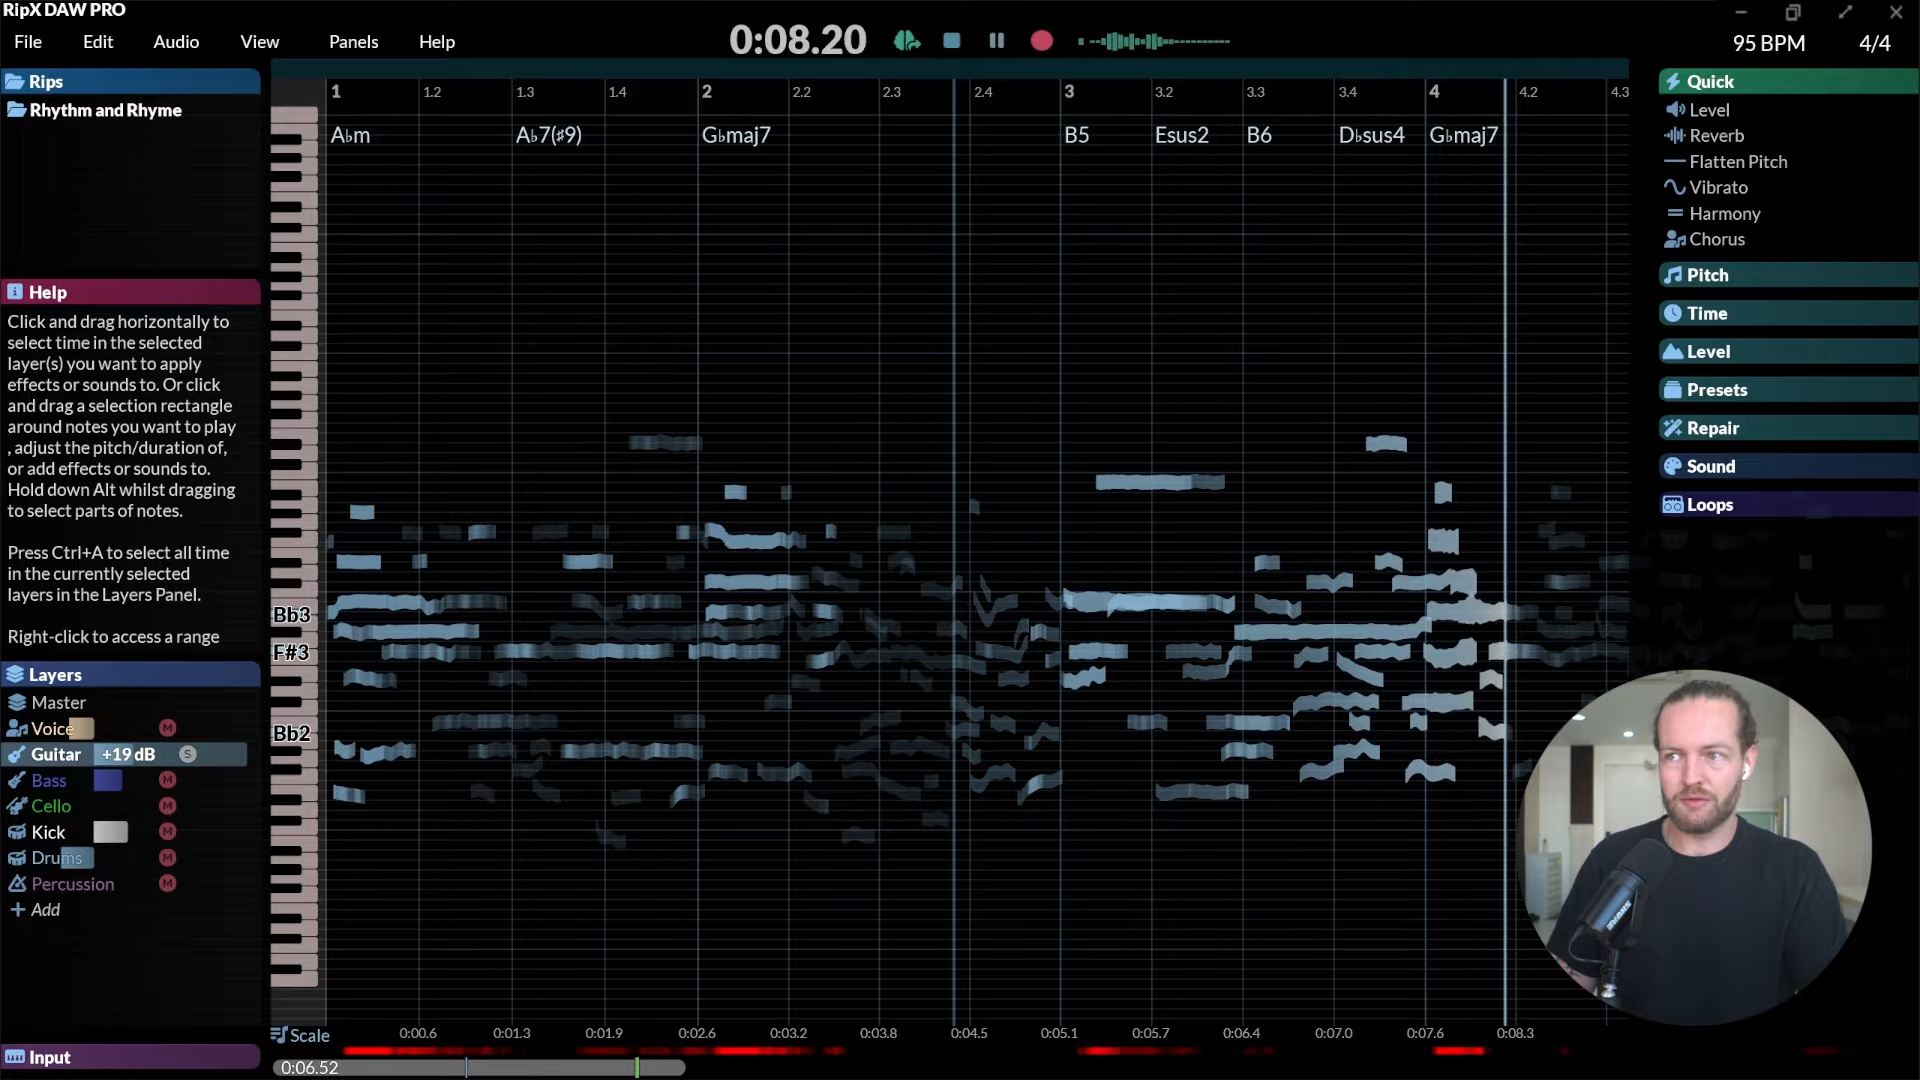 RipX DAW PRO
File Edit Audio View Panels Help
0:08.20
95 BPM 4/4
Rips
Rhythm and Rhyme
Help
Click and drag horizontally to
select time in the selected
layer(s) you want to apply
effects or sounds to. Or click
and drag a selection rectangle
around notes you want to play
, adjust the pitch/duration of,
or add effects or sounds to.
Hold down Alt whilst dragging
to select parts of notes.
Press Ctrl+A to select all time
in the currently selected
layers in the Layers Panel.
Right-click to access a range
Layers
Master
Voice M
Guitar +19 dB S
Bass M
Cello M
Kick M
Drums M
Percussion M
+ Add
Input
1 1.2 1.3 1.4 2 2.2 2.3 2.4 3 3.2 3.3 3.4 4 4.2 4.3
A♭m A♭7(♯9) G♭maj7 B5 Esus2 B6 D♭sus4 G♭maj7
Bb3
F#3
Bb2
Scale 0:00.6 0:01.3 0:01.9 0:02.6 0:03.2 0:03.8 0:04.5 0:05.1 0:05.7 0:06.4 0:07.0 0:07.6 0:08.3
0:06.52
Quick
Level
Reverb
Flatten Pitch
Vibrato
Harmony
Chorus
Pitch
Time
Level
Presets
Repair
Sound
Loops
SHURE